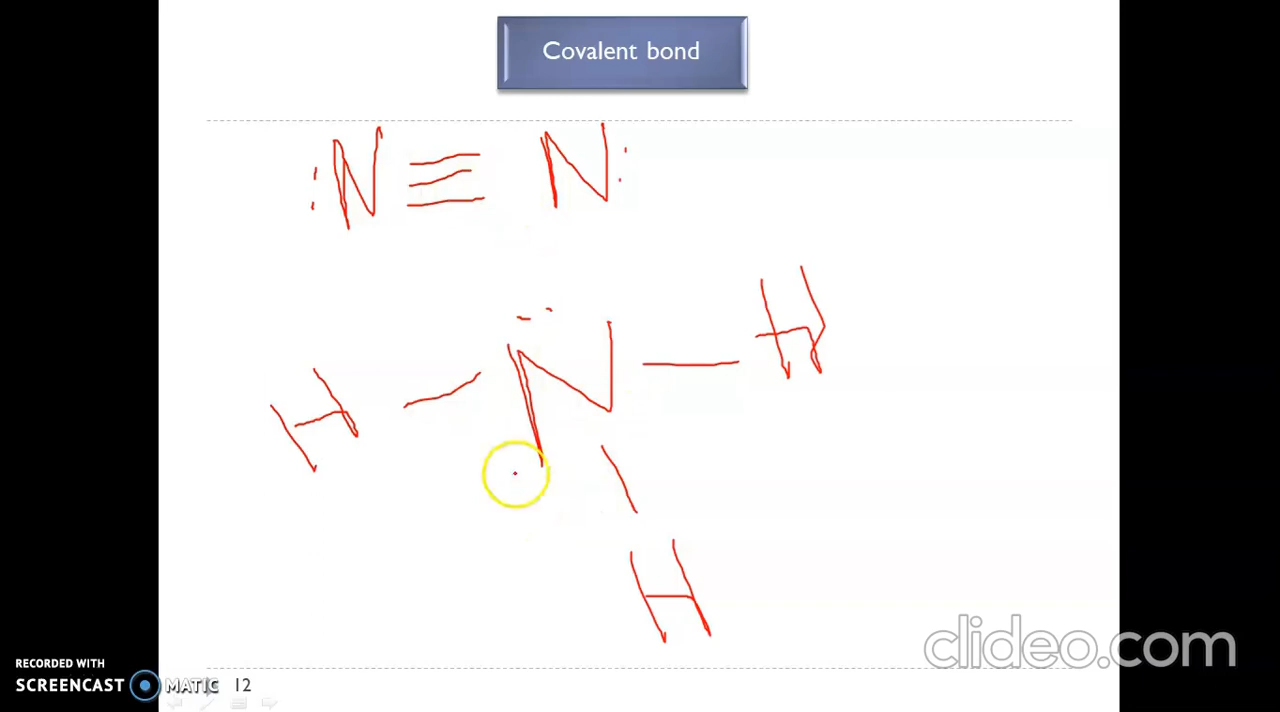 Covalent bond
:N ≡ N:
H – N̈ – H
H
clideo.com
RECORDED WITH
SCREENCAST MATIC 12